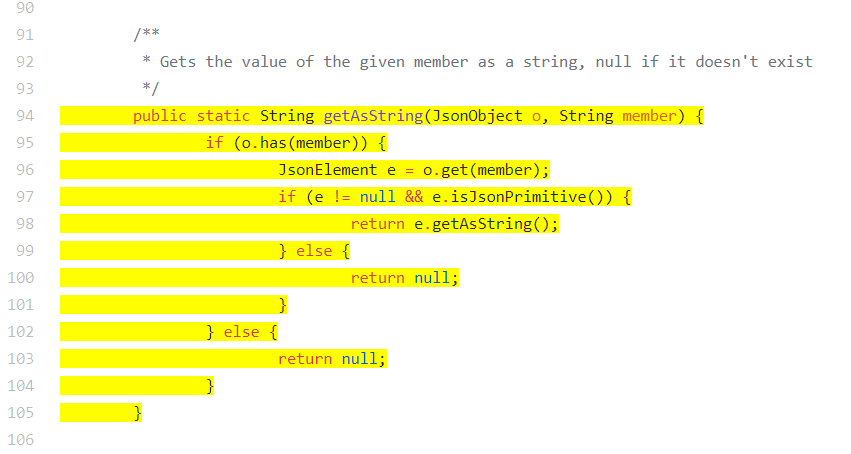 90
91 /**
92 * Gets the value of the given member as a string, null if it doesn't exist
93 */
94 public static String getAsString(JsonObject o, String member) {
95 if (o.has(member)) {
96 JsonElement e = o.get(member);
97 if (e != null && e.isJsonPrimitive()) {
98 return e.getAsString();
99 } else {
100 return null;
101 }
102 } else {
103 return null;
104 }
105 }
106